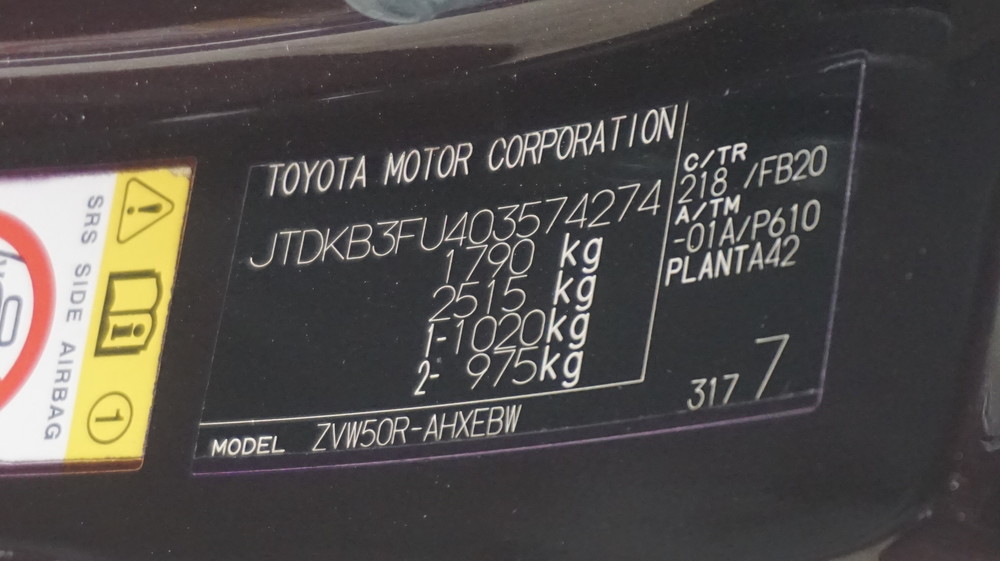 TOYOTA MOTOR CORPORATION
JTDKB3FU403574274
1790 kg
2515 kg
1-1020kg
2- 975kg
C/TR
218 /FB20
A/TM
-01A/P610
PLANTA42
317 7
MODEL ZVW50R-AHXEBW
SRS SIDE AIRBAG
1